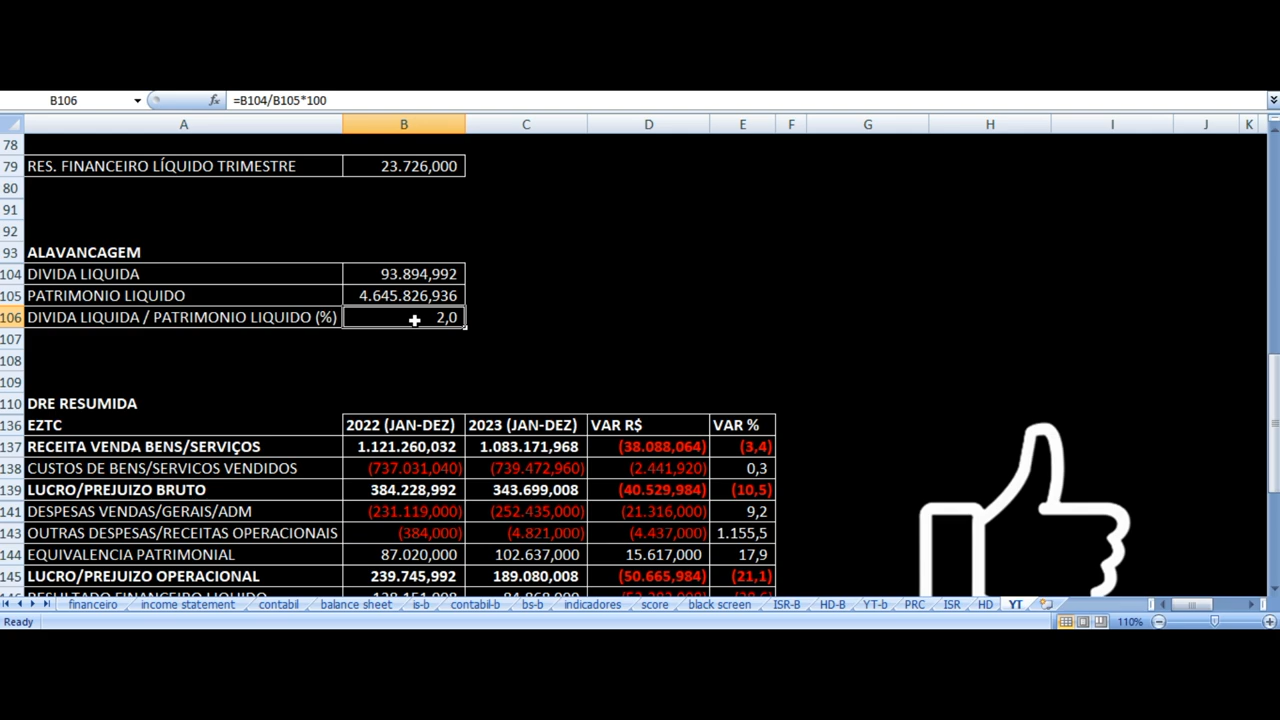 B106 fx =B104/B105*100
A B C D E F G H I J K
78
79 RES. FINANCEIRO LÍQUIDO TRIMESTRE 23.726,000
80
91
92
93 ALAVANCAGEM
104 DIVIDA LIQUIDA 93.894,992
105 PATRIMONIO LIQUIDO 4.645.826,936
106 DIVIDA LIQUIDA / PATRIMONIO LIQUIDO (%) 2,0
107
108
109
110 DRE RESUMIDA
136 EZTC 2022 (JAN-DEZ) 2023 (JAN-DEZ) VAR R$ VAR %
137 RECEITA VENDA BENS/SERVIÇOS 1.121.260,032 1.083.171,968 (38.088,064) (3,4)
138 CUSTOS DE BENS/SERVICOS VENDIDOS (737.031,040) (739.472,960) (2.441,920) 0,3
139 LUCRO/PREJUIZO BRUTO 384.228,992 343.699,008 (40.529,984) (10,5)
141 DESPESAS VENDAS/GERAIS/ADM (231.119,000) (252.435,000) (21.316,000) 9,2
143 OUTRAS DESPESAS/RECEITAS OPERACIONAIS (384,000) (4.821,000) (4.437,000) 1.155,5
144 EQUIVALENCIA PATRIMONIAL 87.020,000 102.637,000 15.617,000 17,9
145 LUCRO/PREJUIZO OPERACIONAL 239.745,992 189.080,008 (50.665,984) (21,1)
financeiro income statement contabil balance sheet is-b contabil-b bs-b indicadores score black screen ISR-B HD-B YT-b PRC ISR HD YT
Ready 110%